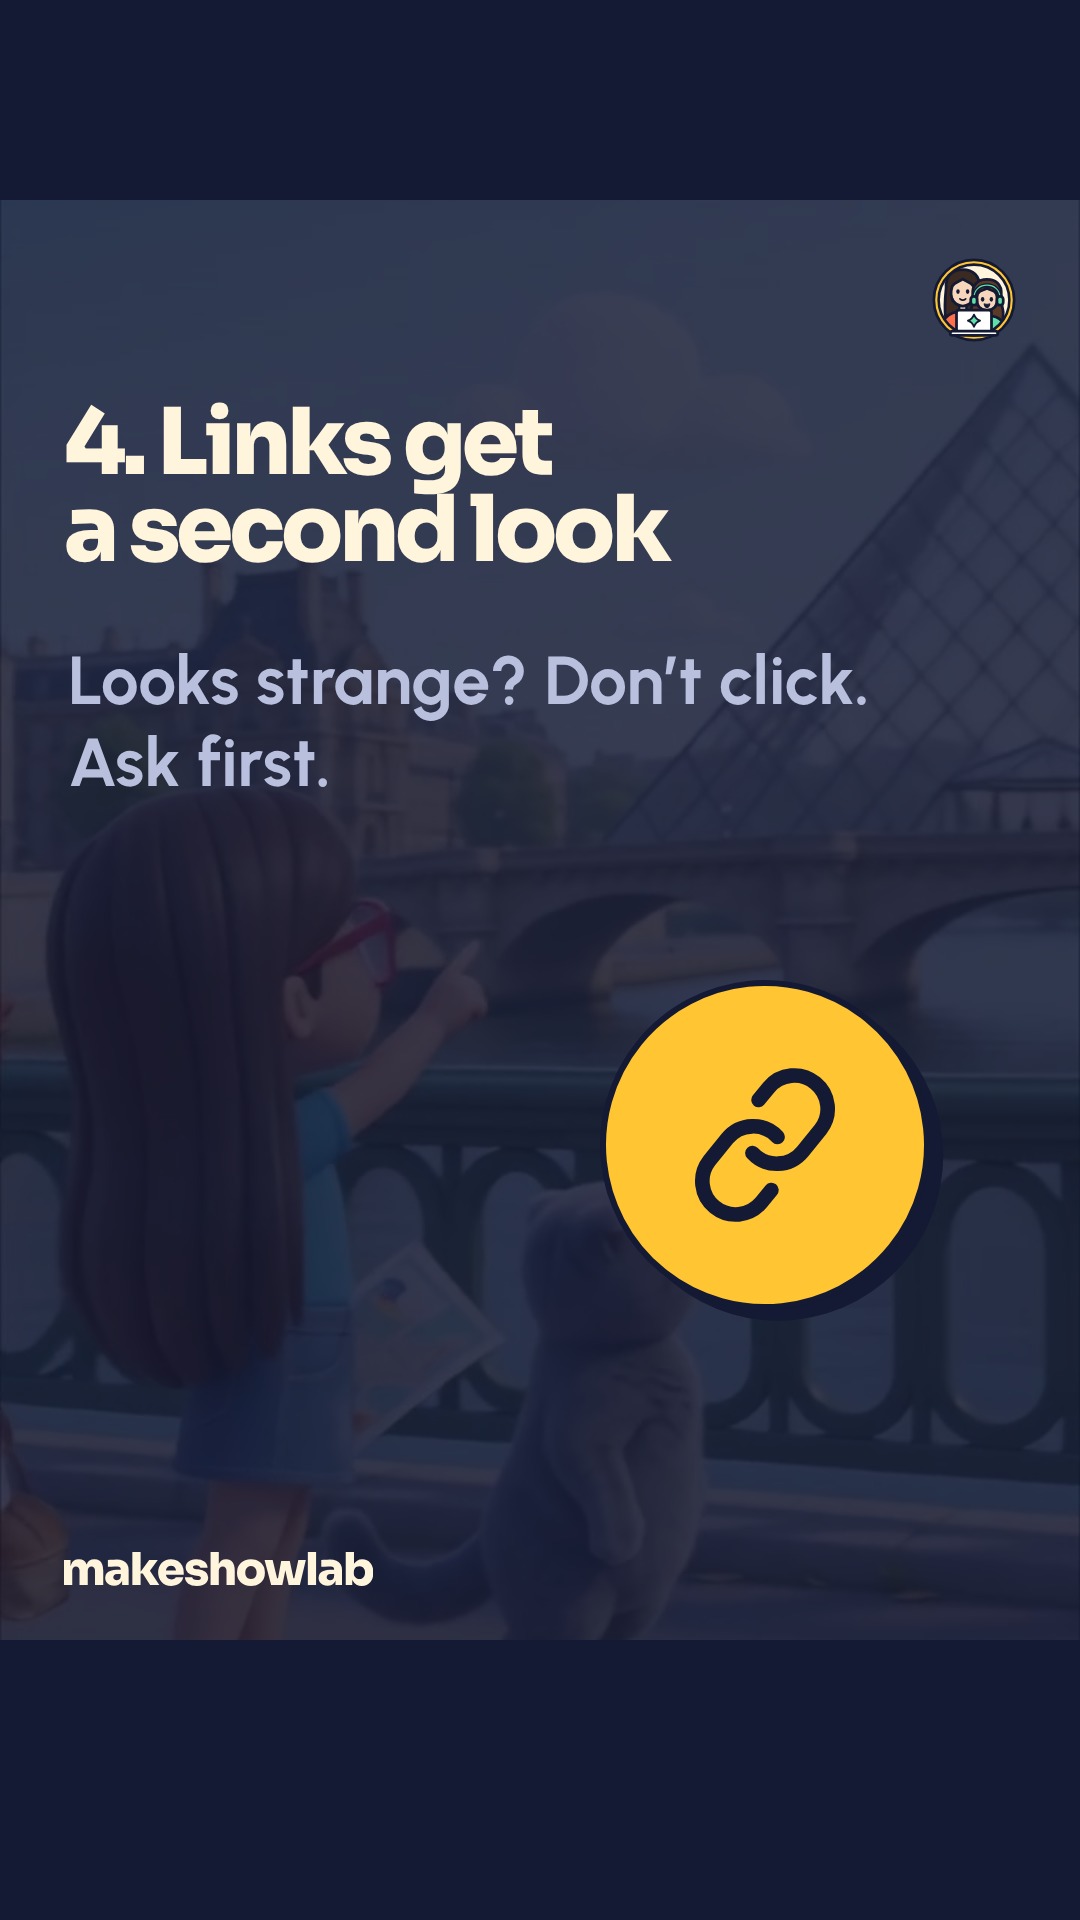 4. Links get
a second look
Looks strange? Don't click.
Ask first.
makeshowlab